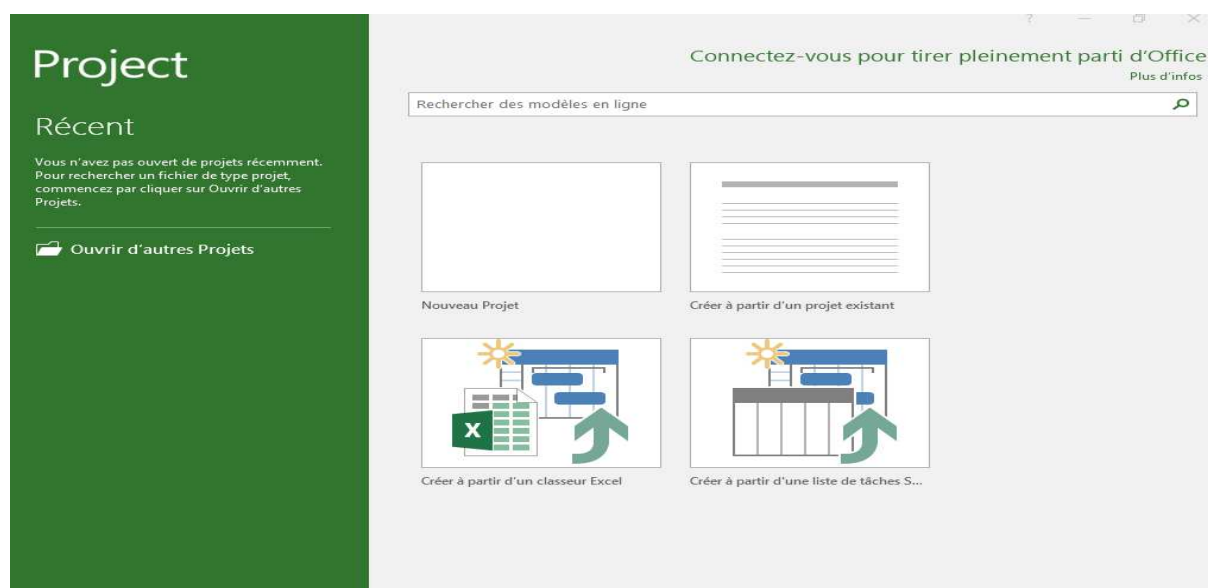 Project
Récent
Vous n'avez pas ouvert de projets récemment.
Pour rechercher un fichier de type projet,
commencez par cliquer sur Ouvrir d'autres
Projets.
Ouvrir d'autres Projets
?
Connectez-vous pour tirer pleinement parti d'Office
Plus d'infos
Rechercher des modèles en ligne
Nouveau Projet
Créer à partir d'un projet existant
X
Créer à partir d'un classeur Excel
Créer à partir d'une liste de tâches S...